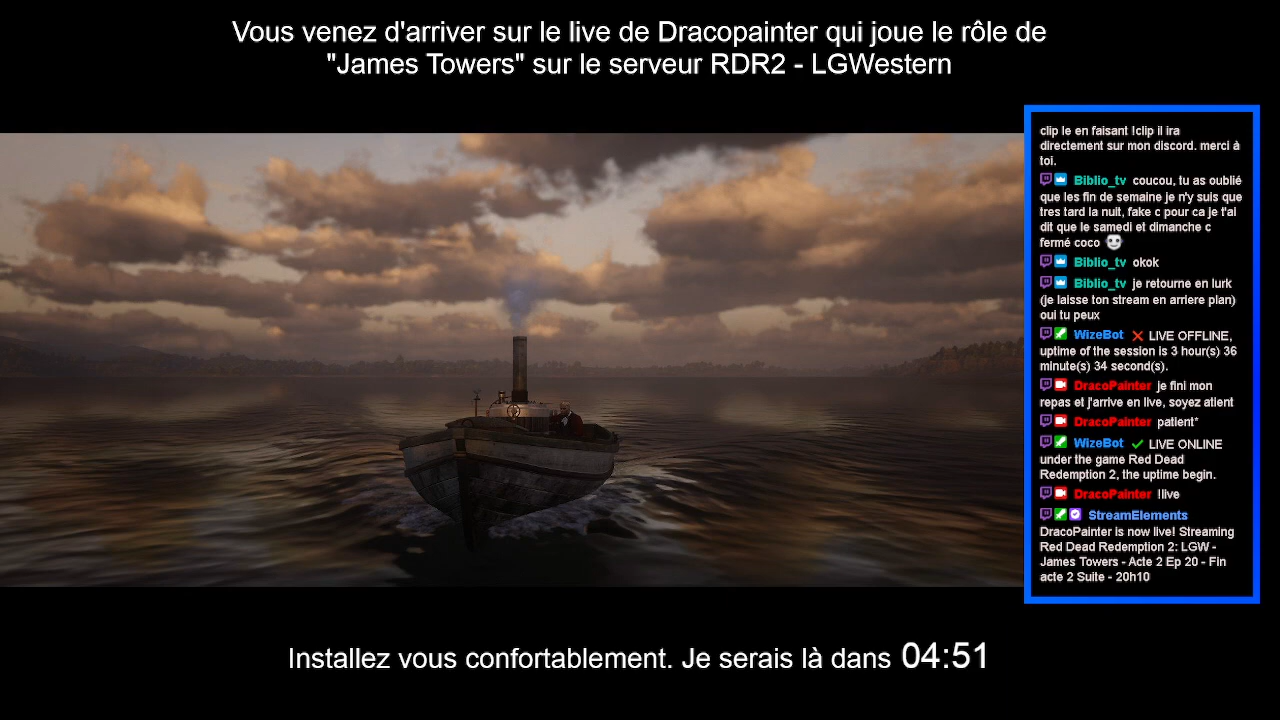 Vous venez d'arriver sur le live de Dracopainter qui joue le rôle de
"James Towers" sur le serveur RDR2 - LGWestern
clip le en faisant !clip il ira
directement sur mon discord. merci à
toi.
Biblio_tv coucou, tu as oublié
que les fin de semaine je n'y suis que
tres tard la nuit, fake c pour ca je t'ai
dit que le samedi et dimanche c
fermé coco
Biblio_tv okok
Biblio_tv je retourne en lurk
(je laisse ton stream en arriere plan)
oui tu peux
WizeBot LIVE OFFLINE,
uptime of the session is 3 hour(s) 36
minute(s) 34 second(s).
DracoPainter je fini mon
repas et j'arrive en live, soyez atient
DracoPainter patient*
WizeBot LIVE ONLINE
under the game Red Dead
Redemption 2, the uptime begin.
DracoPainter !live
StreamElements
DracoPainter is now live! Streaming
Red Dead Redemption 2: LGW -
James Towers - Acte 2 Ep 20 - Fin
acte 2 Suite - 20h10
Installez vous confortablement. Je serais là dans 04:51